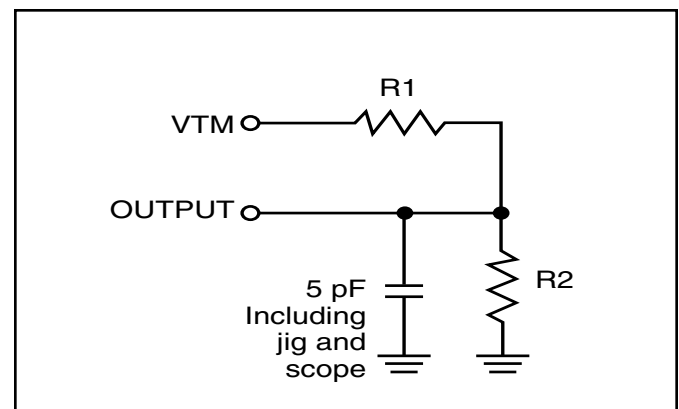 R1
VTM
OUTPUT
R2
5 pF
Including
jig and
scope